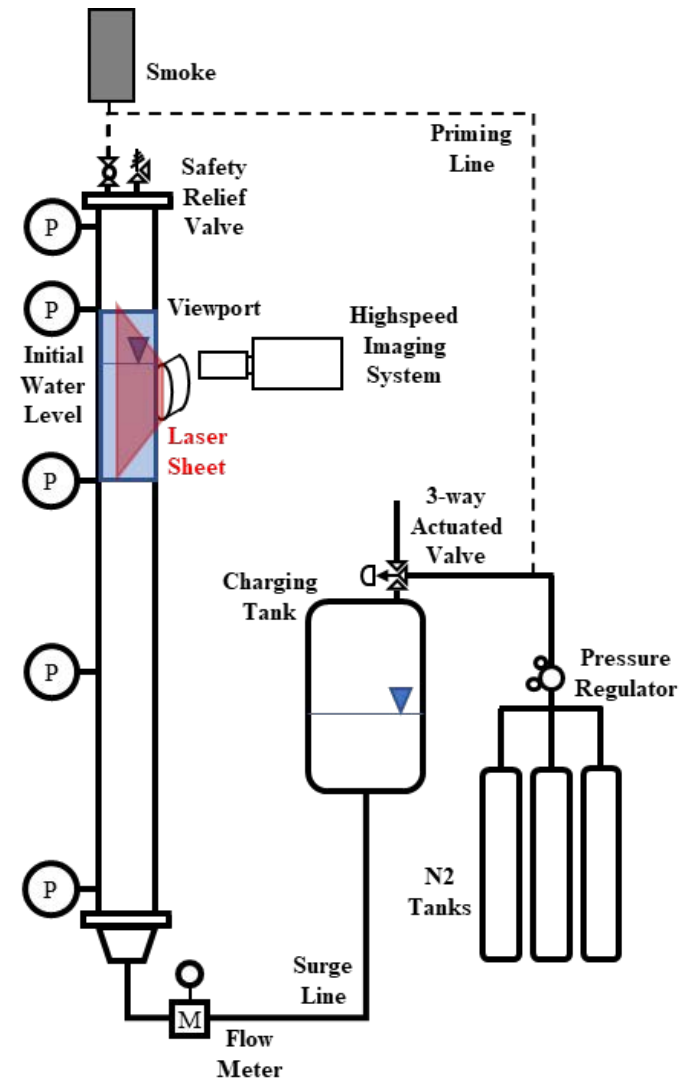 Smoke
Priming
Line
Safety
Relief
Valve
P
P
Viewport
Highspeed
Imaging
System
Initial
Water
Level
Laser
Sheet
P
3-way
Actuated
Valve
Charging
Tank
P
Pressure
Regulator
P
N2
Tanks
Surge
Line
M
Flow
Meter